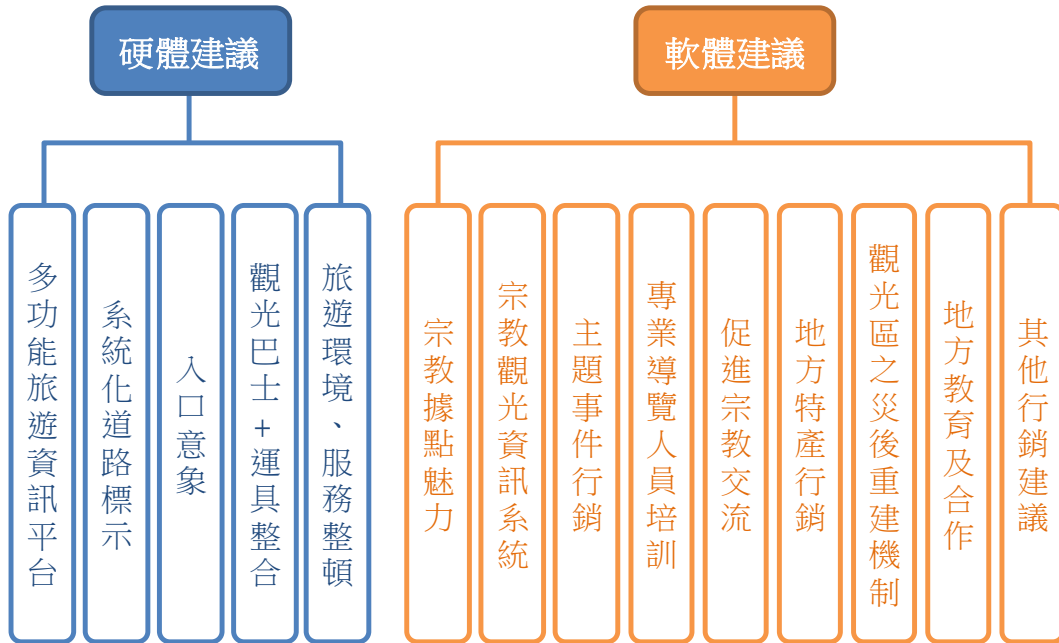 硬體建議
軟體建議
多功能旅遊資訊平台
系統化道路標示
入口意象
觀光巴士+運具整合
旅遊環境、服務整頓
宗教據點魅力
宗教觀光資訊系統
主題事件行銷
專業導覽人員培訓
促進宗教交流
地方特產行銷
觀光區之災後重建機制
地方教育及合作
其他行銷建議